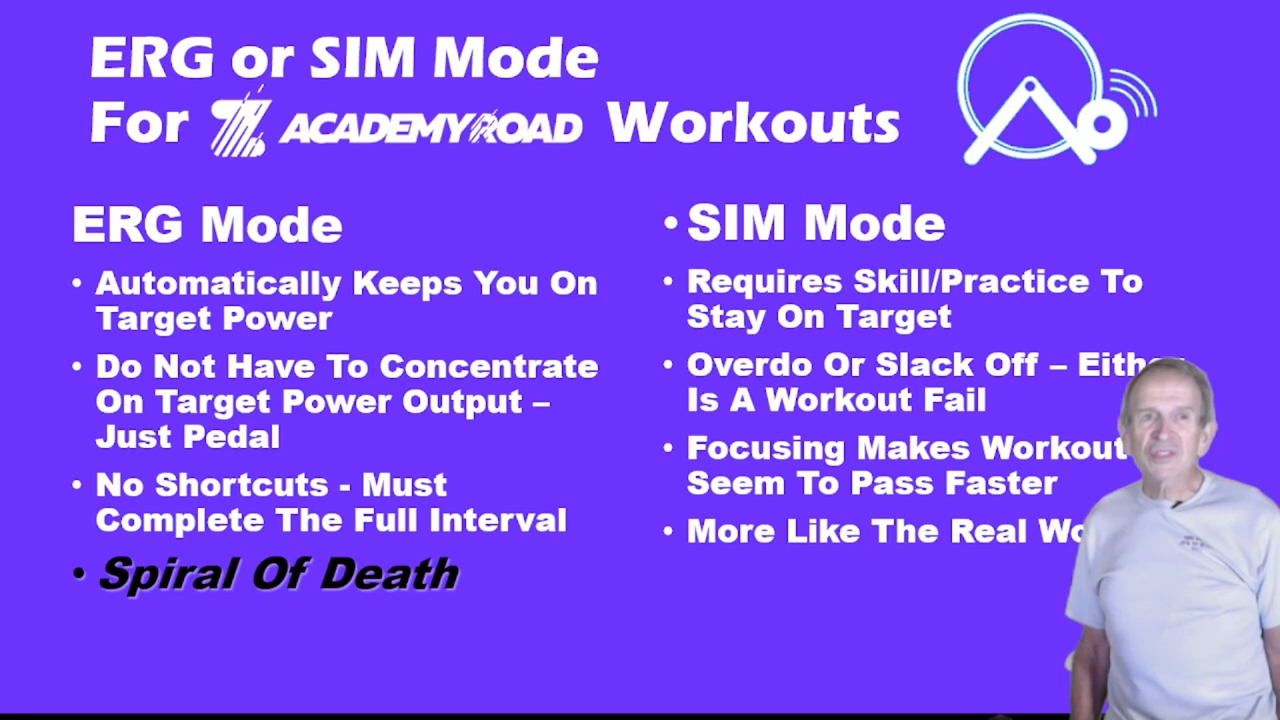 ERG or SIM Mode
For ACADEMY ROAD Workouts
ERG Mode
• Automatically Keeps You On
Target Power
• Do Not Have To Concentrate
On Target Power Output –
Just Pedal
• No Shortcuts - Must
Complete The Full Interval
• Spiral Of Death
• SIM Mode
• Requires Skill/Practice To
Stay On Target
• Overdo Or Slack Off –
Is A Workout Fail
• Focusing Makes Workout
Seem To Pass Faster
• More Like The Real